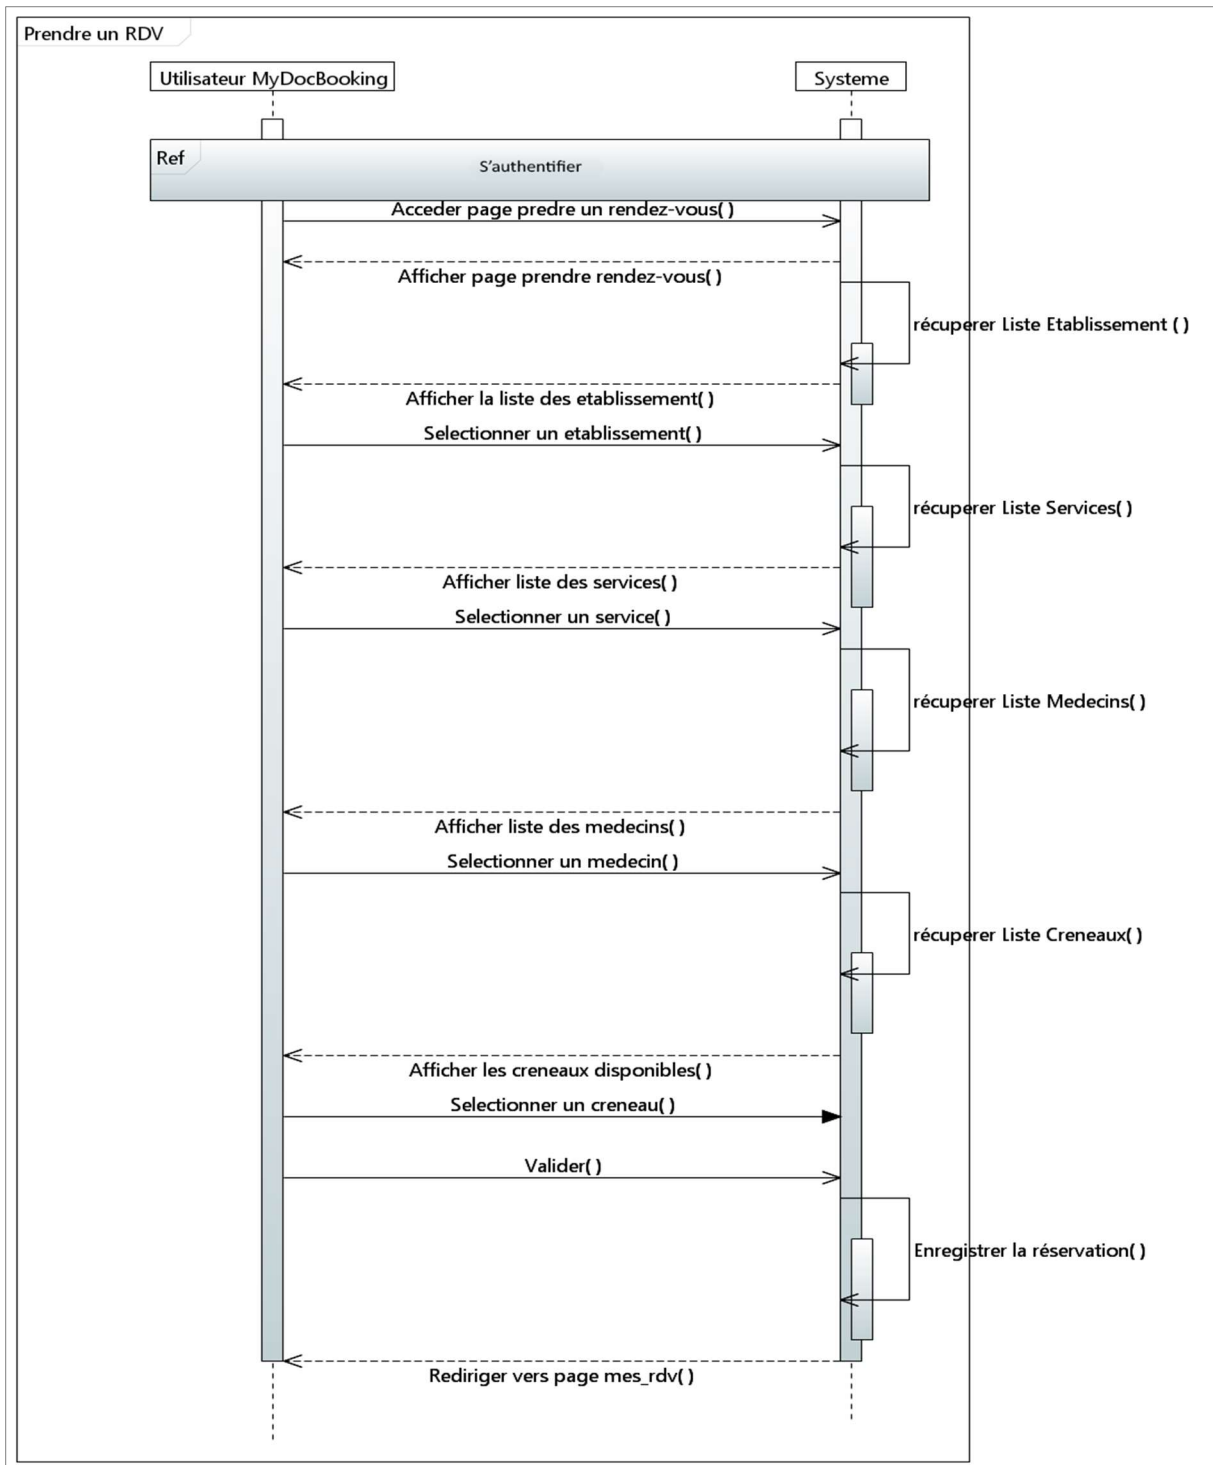 Prendre un RDV
Utilisateur MyDocBooking
Systeme
Ref
S'authentifier
Acceder page predre un rendez-vous( )
Afficher page prendre rendez-vous( )
récuperer Liste Etablissement ( )
Afficher la liste des etablissement( )
Selectionner un etablissement( )
récuperer Liste Services( )
Afficher liste des services( )
Selectionner un service( )
récuperer Liste Medecins( )
Afficher liste des medecins( )
Selectionner un medecin( )
récuperer Liste Creneaux( )
Afficher les creneaux disponibles( )
Selectionner un creneau( )
Valider( )
Enregistrer la réservation( )
Rediriger vers page mes_rdv( )